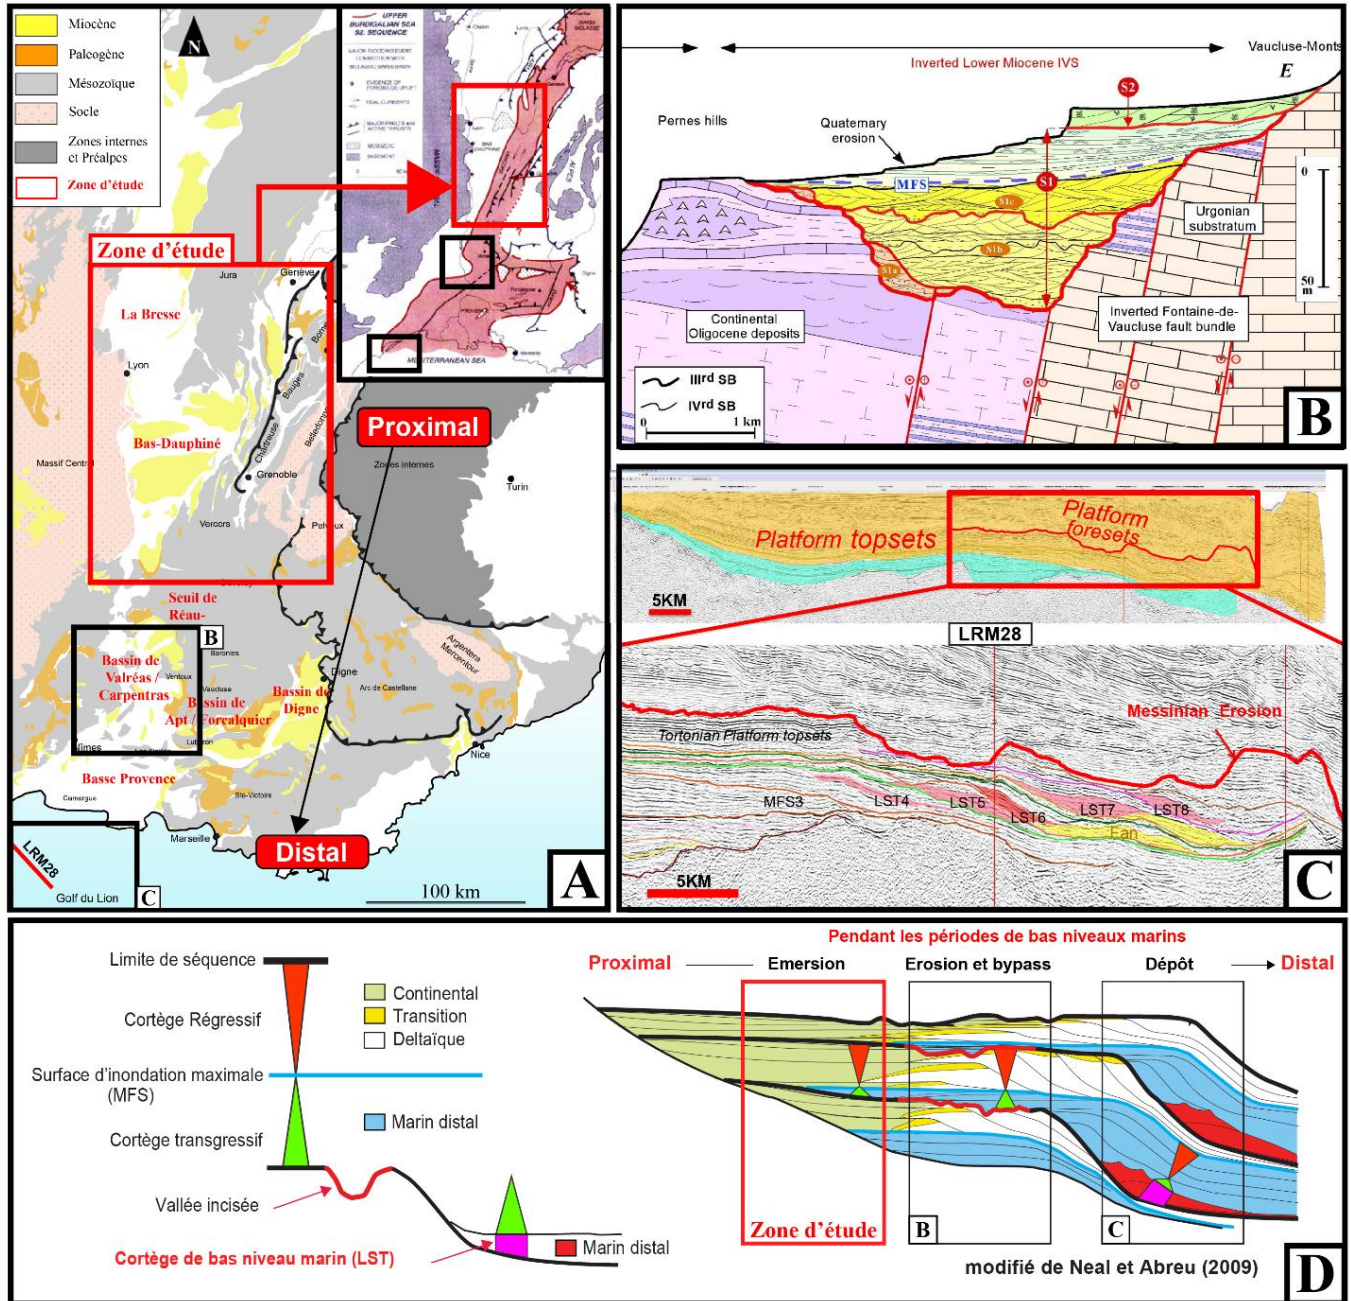 Miocène
Paléogène
Mésozoïque
Socle
Zones internes
et Préalpes
Zone d'étude
N
UPPER
BURDIGALIAN SEA
S2. SEQUENCE
MEDITERRANEAN SEA
PROVENCE
ALPES
Digne
Zone d'étude
Jura
Genève
La Bresse
Lyon
Bauges
Chartreuse
Belledonne
Bas-Dauphiné
Massif Central
Grenoble
Vercors
Pelvoux
Proximal
Zones internes
Turin
Seuil de
Réau-
B
Bassin de
Valréas /
Carpentras
Baronnies
Ventoux
Vaucluse
Bassin de
Apt / Forcalquier
Bassin de
Digne
Digne
Arc de Castellane
Argentera
Mercantour
Nîmes
Nice
Basse Provence
Camargue
Ste-Victoire
Marseille
Distal
LRM28
Golf du Lion
C
100 km
A
Vaucluse-Monts
Inverted Lower Miocene IVS
E
S2
Pernes hills
Quaternary
erosion
MFS
S1
S1c
S1b
S1a
0
50
m
Urgonian
substratum
Continental
Oligocene deposits
Inverted Fontaine-de-
Vaucluse fault bundle
IIIrd SB
IVrd SB
0 1 km
B
Platform topsets
Platform
foresets
5KM
LRM28
Messinian Erosion
Tortonian Platform topsets
MFS3
LST4
LST5
LST6
LST7
LST8
Fan
5KM
C
Limite de séquence
Cortège Régressif
Surface d'inondation maximale
(MFS)
Cortège transgressif
Vallée incisée
Cortège de bas niveau marin (LST)
Continental
Transition
Deltaïque
Marin distal
Marin distal
Pendant les périodes de bas niveaux marins
Proximal Emersion Erosion et bypass Dépôt Distal
Zone d'étude
B
C
modifié de Neal et Abreu (2009)
D